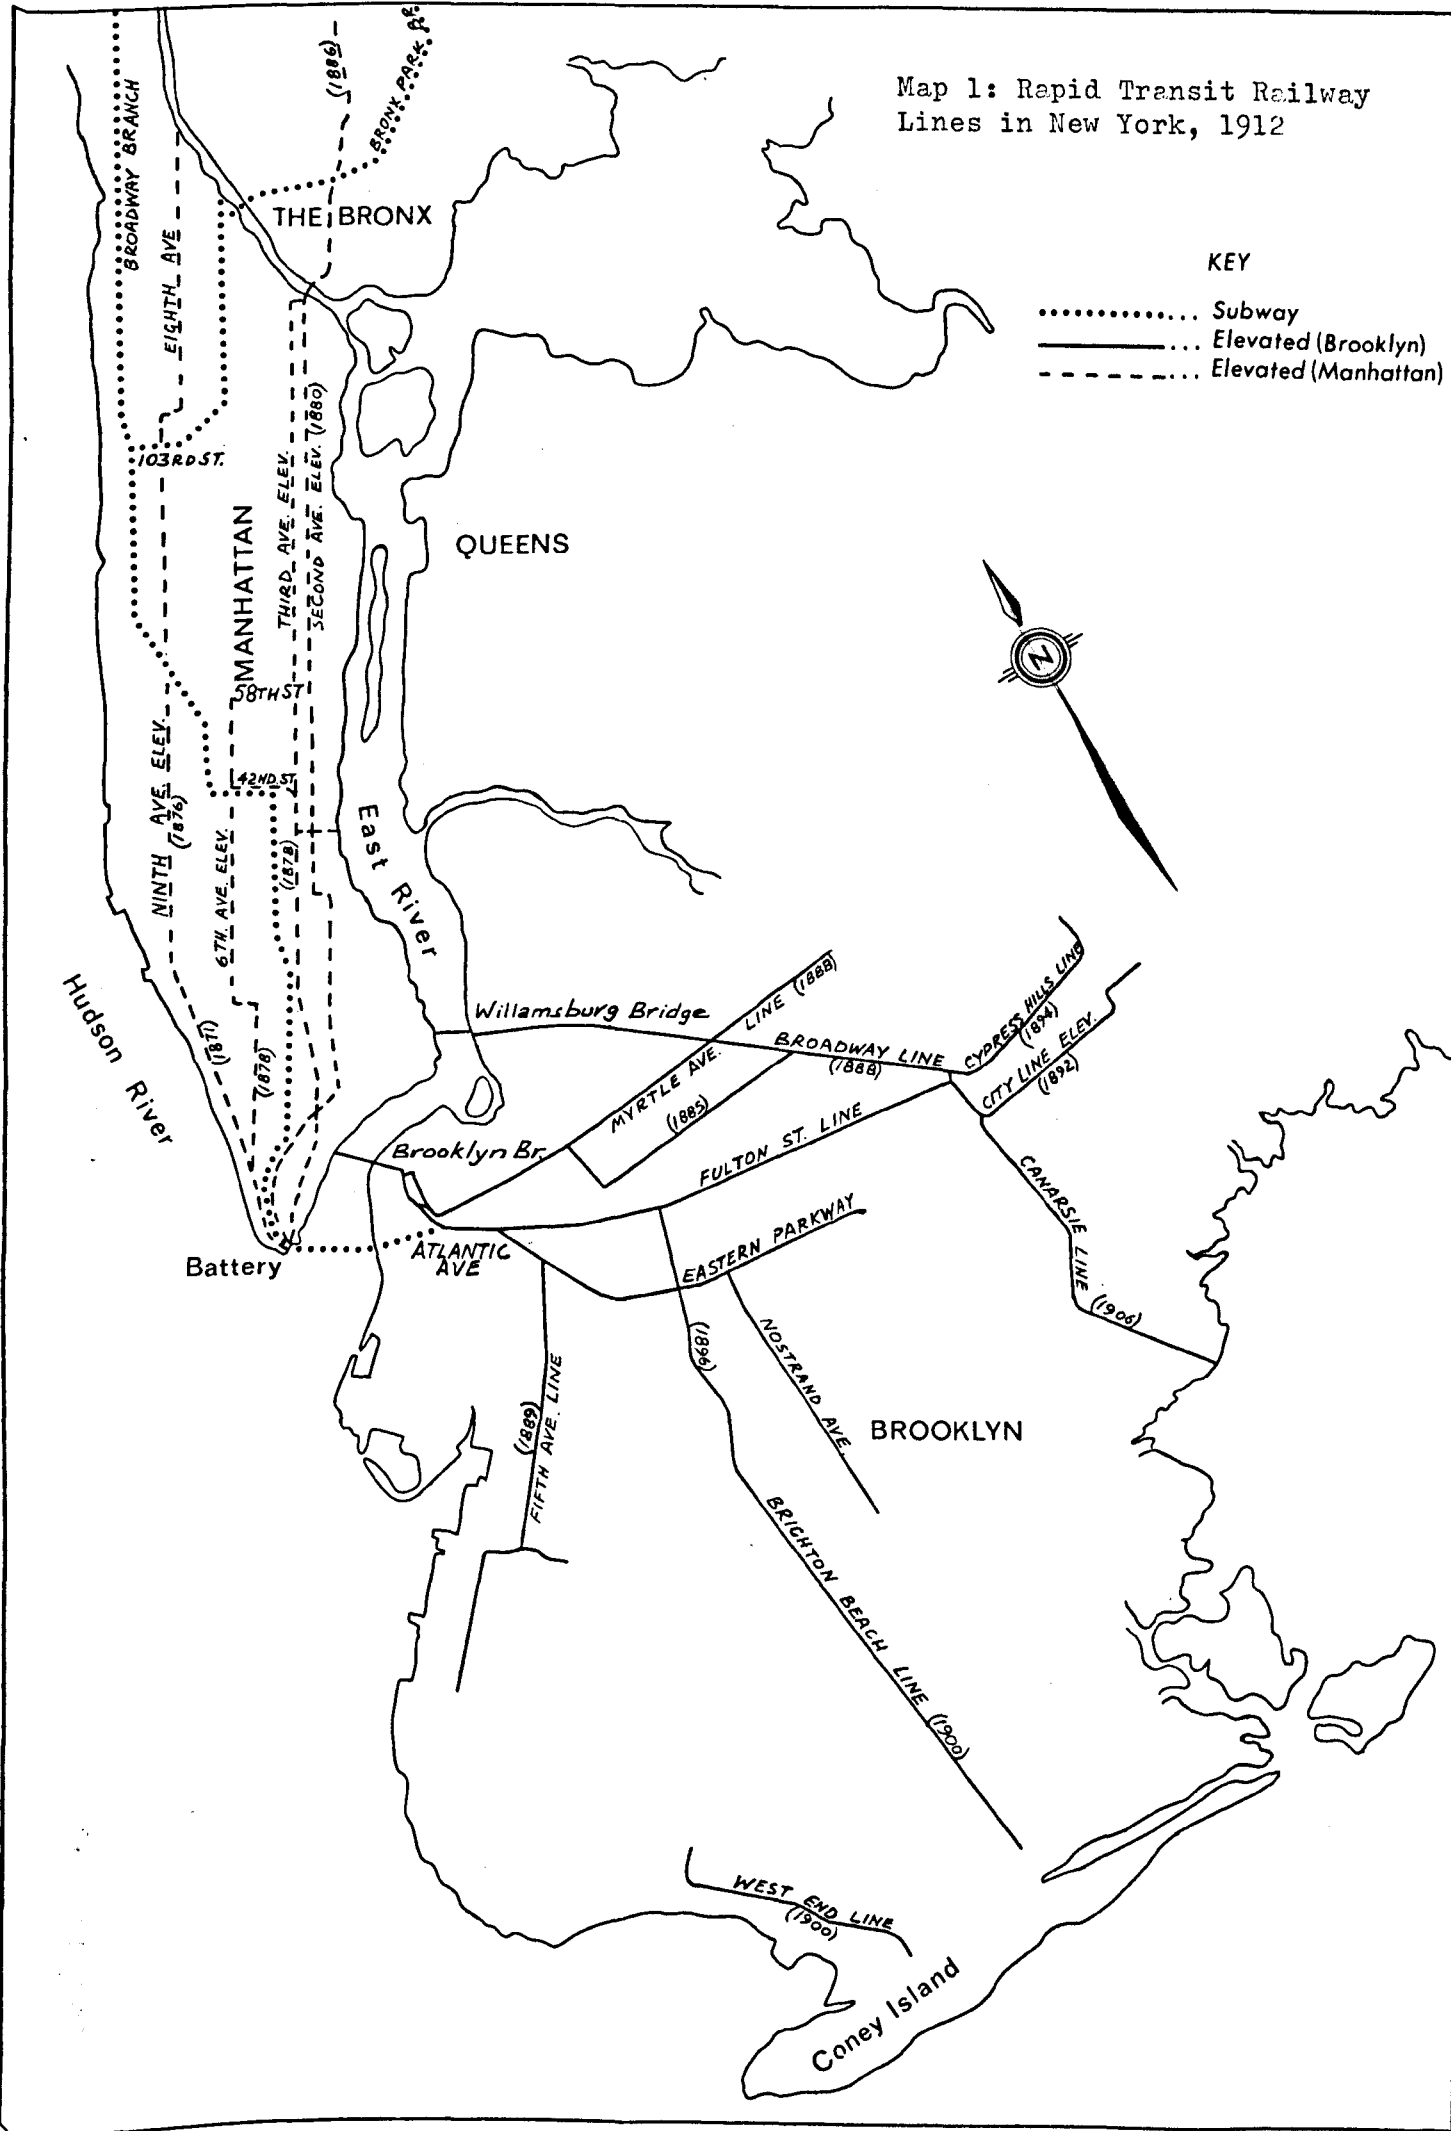 Map 1: Rapid Transit Railway
Lines in New York, 1912
KEY
Subway
Elevated (Brooklyn)
Elevated (Manhattan)
BROADWAY BRANCH
(1886)
BRONX PARK BR.
THE BRONX
EIGHTH AVE
103RD ST.
MANHATTAN
THIRD AVE. ELEV.
SECOND AVE. ELEV. (1880)
QUEENS
N
58TH ST
NINTH AVE. ELEV.
(1876)
42ND. ST.
6TH. AVE. ELEV.
(1878)
East River
Hudson River
(1871)
(1878)
Willamsburg Bridge
MYRTLE AVE. LINE (1888)
BROADWAY LINE
(1888)
CYPRESS HILLS LINE
(1894)
CITY LINE ELEV.
(1892)
(1885)
FULTON ST. LINE
Brooklyn Br.
CANARSIE LINE
(1906)
Battery
ATLANTIC
AVE
EASTERN PARKWAY
(1896)
NOSTRAND AVE.
BROOKLYN
(1889)
FIFTH AVE. LINE
BRIGHTON BEACH LINE (1900)
WEST END LINE
(1900)
Coney Island